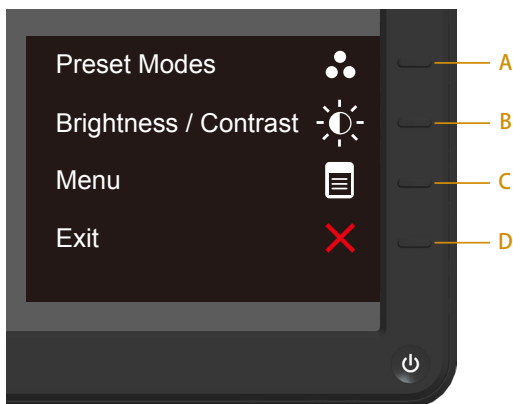 Preset Modes
A
Brightness / Contrast
B
Menu
C
Exit
D